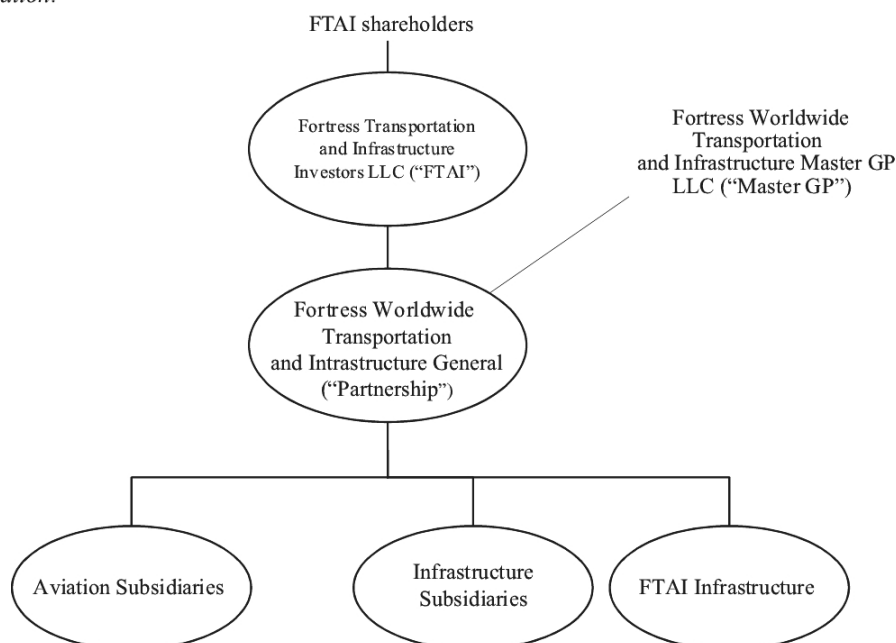 FTAI shareholders
Fortress Transportation
and Infrastructure
Investors LLC (“FTAI”)
Fortress Worldwide
Transportation
and Infrastructure Master GP
LLC (“Master GP”)
Fortress Worldwide
Transportation
and Intrastructure General
(“Partnership”)
Aviation Subsidiaries
Infrastructure
Subsidiaries
FTAI Infrastructure